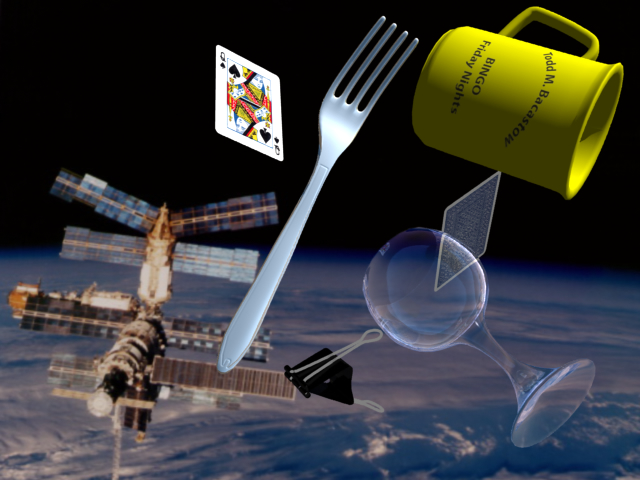 BINGO
Friday Nights
Todd M. Bacastow
Q
Q